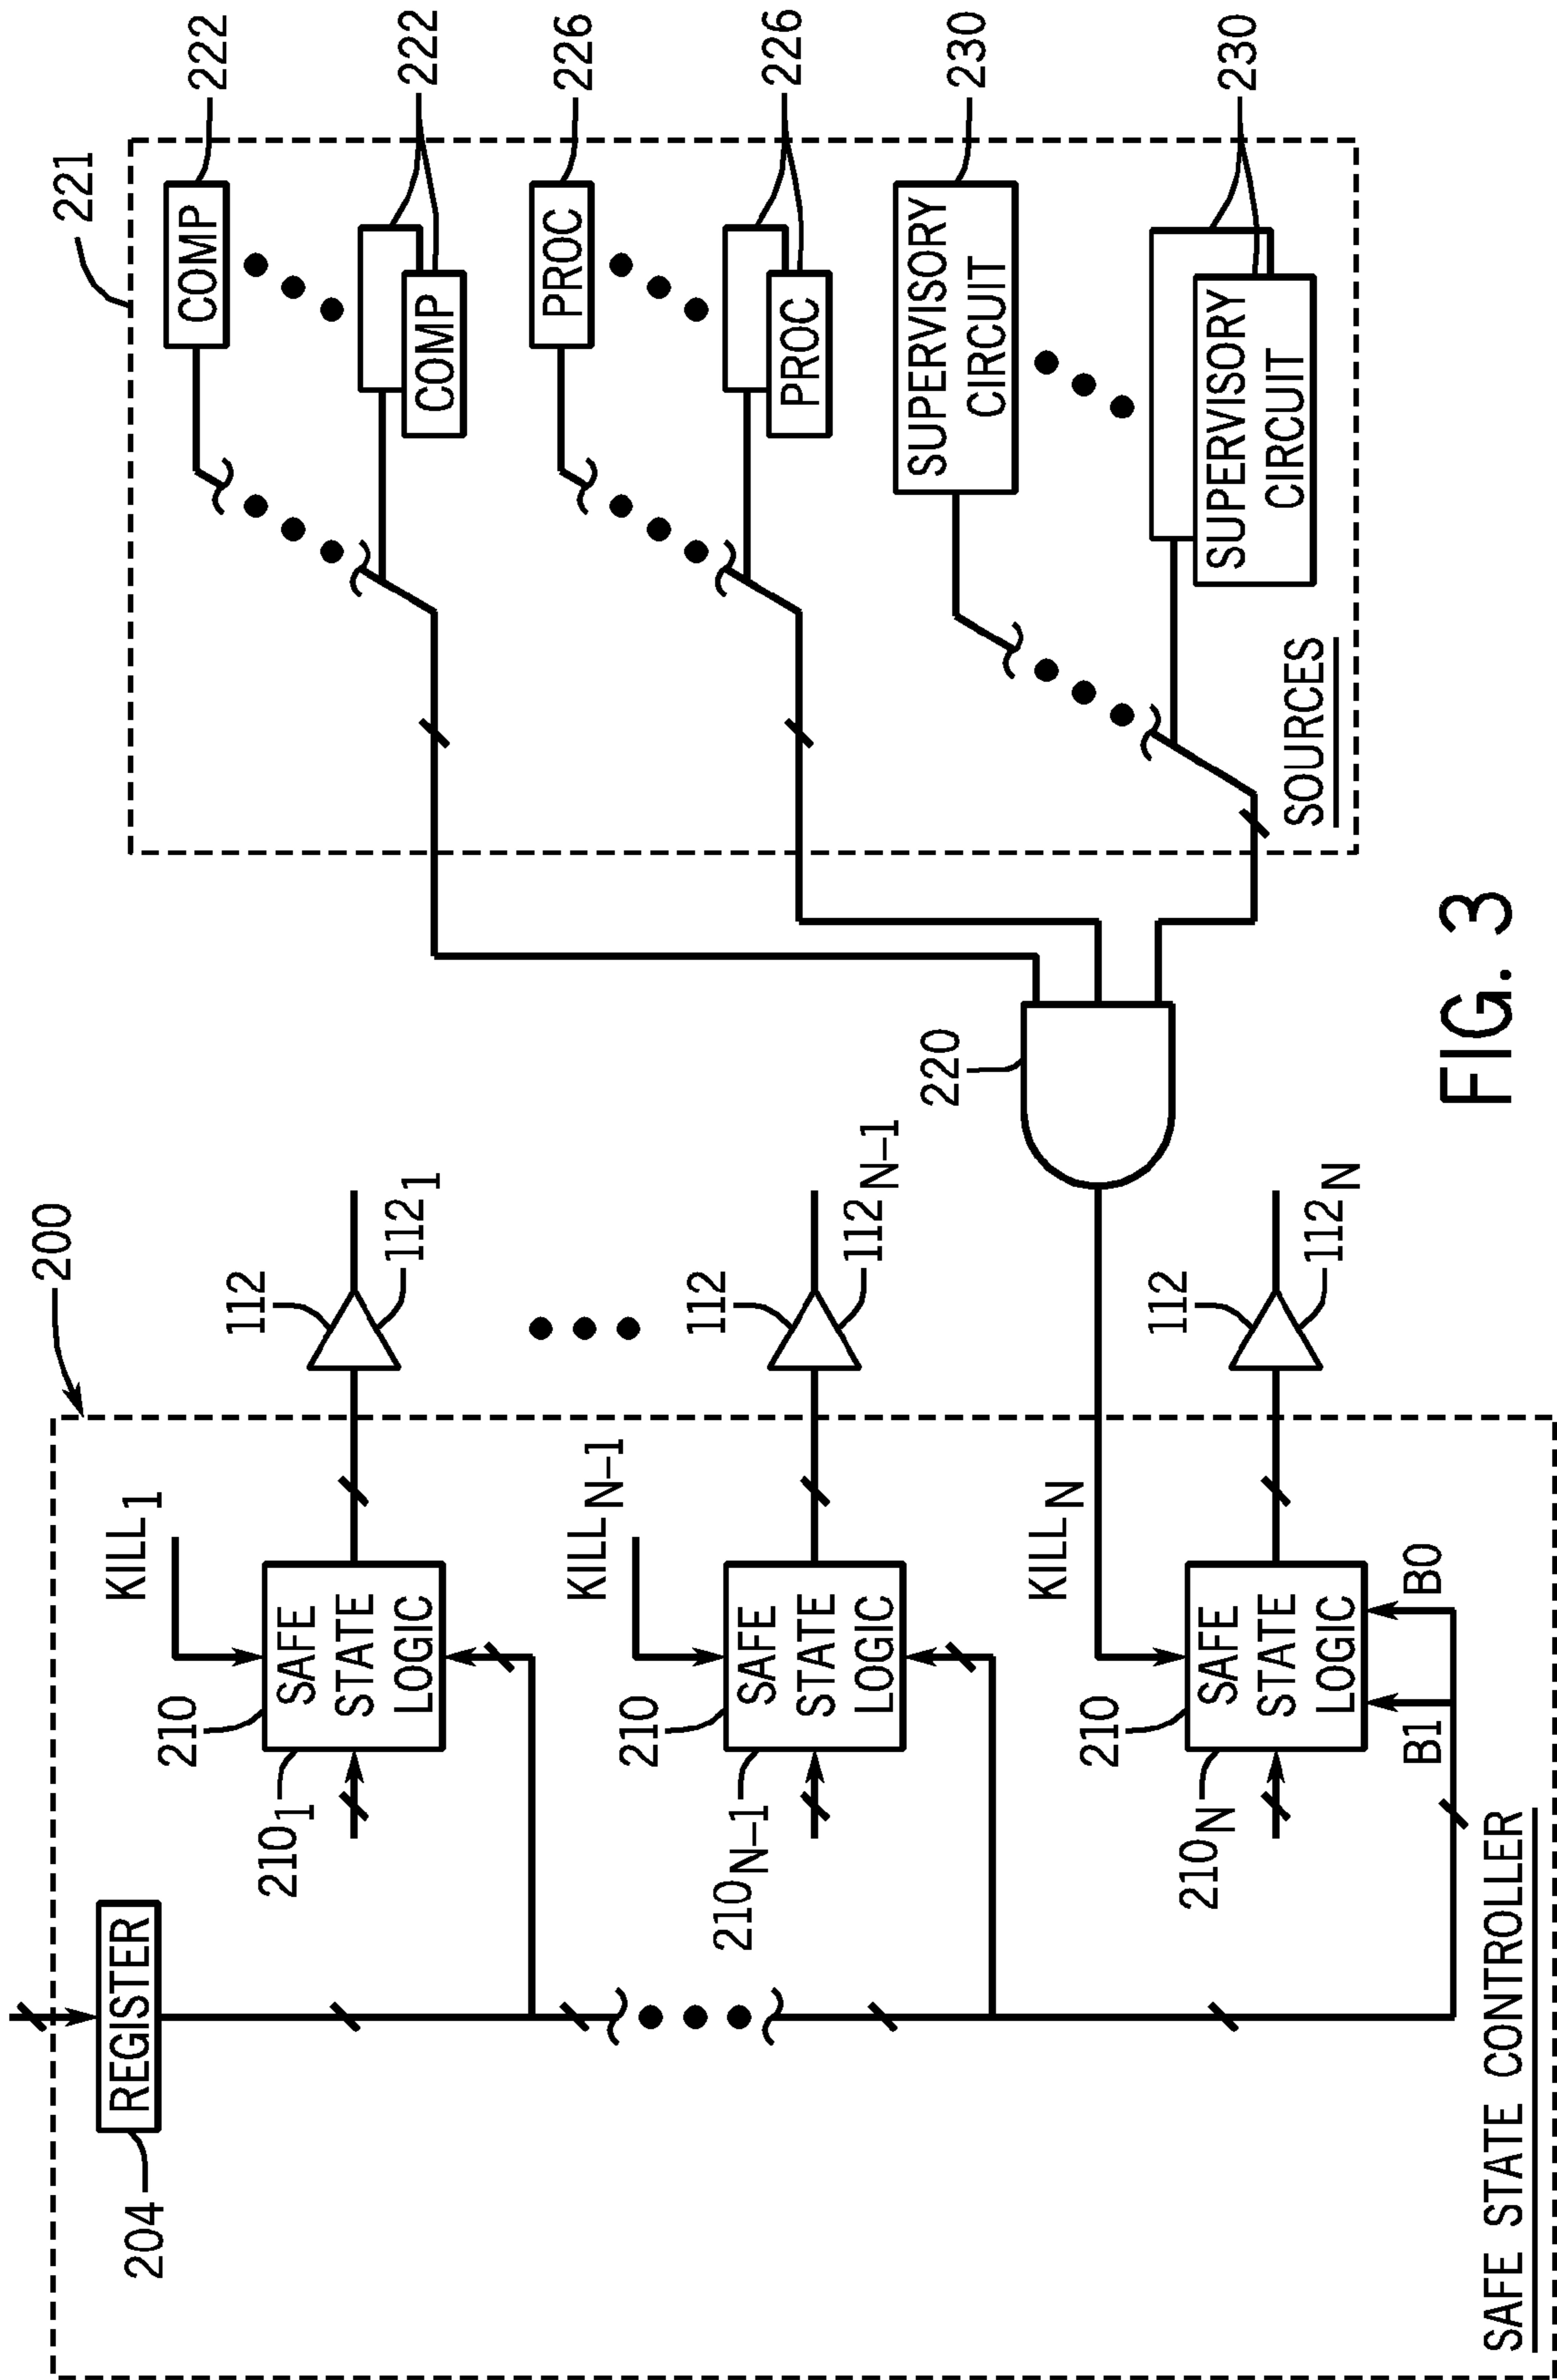 200
204
REGISTER
KILL1
210
2101
SAFE
STATE
LOGIC
112
1121
KILLN–1
210
210N–1
SAFE
STATE
LOGIC
112
112N–1
KILLN
210
210N
SAFE
STATE
LOGIC
B1
B0
112
112N
SAFE STATE CONTROLLER
220
221
COMP
222
COMP
222
PROC
226
PROC
226
SUPERVISORY
CIRCUIT
230
SUPERVISORY
CIRCUIT
230
SOURCES
FIG. 3